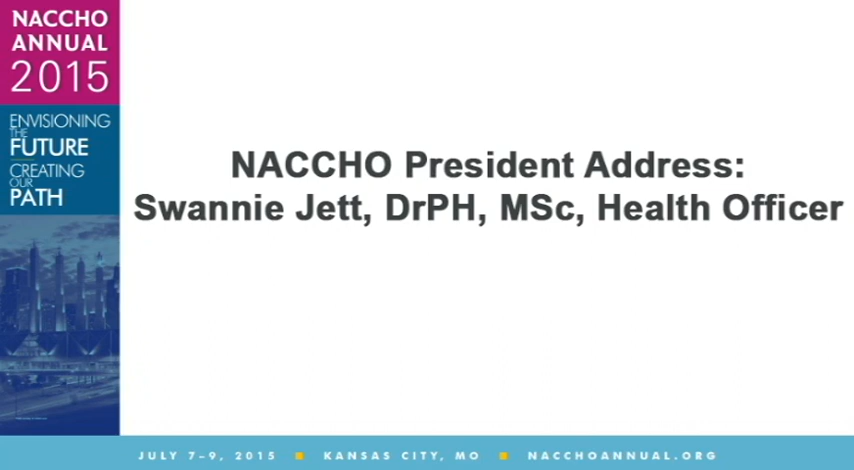 NACCHO
ANNUAL
2015
ENVISIONING
THE
FUTURE
CREATING
OUR
PATH
NACCHO President Address:
Swannie Jett, DrPH, MSc, Health Officer
JULY 7–9, 2015 KANSAS CITY, MO NACCHOANNUAL.ORG